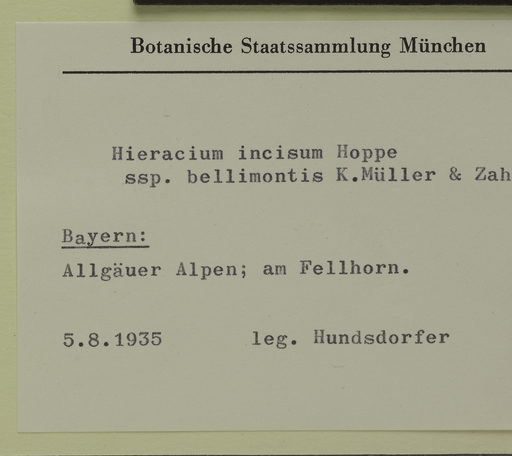 Botanische Staatssammlung München
Hieracium incisum Hoppe
ssp. bellimontis K.Müller & Zah
Bayern:
Allgäuer Alpen; am Fellhorn.
5.8.1935 leg. Hundsdorfer